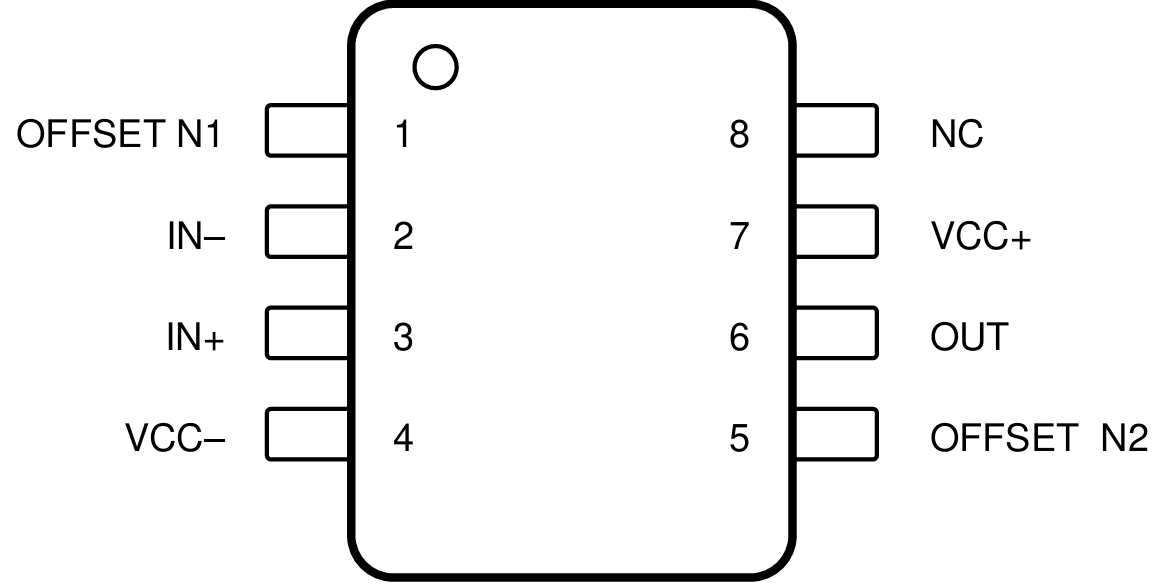 OFFSET N1 1 8 NC
IN– 2 7 VCC+
IN+ 3 6 OUT
VCC– 4 5 OFFSET N2